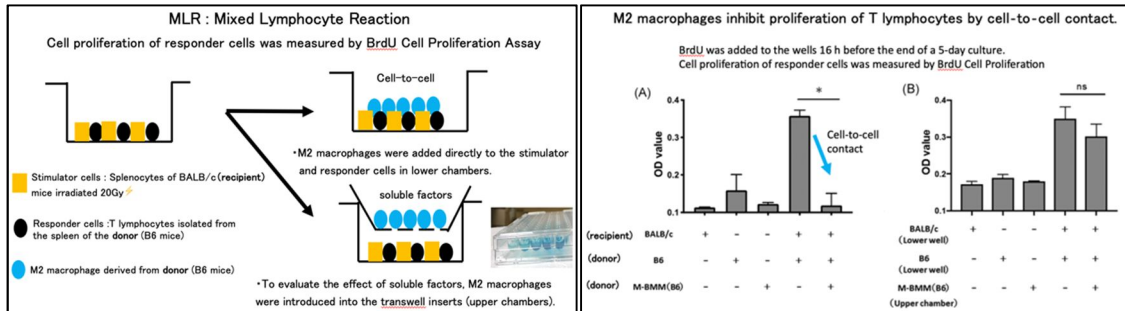 MLR : Mixed Lymphocyte Reaction
Cell proliferation of responder cells was measured by BrdU Cell Proliferation Assay
Cell-to-cell
・M2 macrophages were added directly to the stimulator
and responder cells in lower chambers.
Stimulator cells : Splenocytes of BALB/c (recipient)
mice irradiated 20Gy⚡
Responder cells :T lymphocytes isolated from
the spleen of the donor (B6 mice)
M2 macrophage derived from donor (B6 mice)
soluble factors
・To evaluate the effect of soluble factors, M2 macrophages
were introduced into the transwell inserts (upper chambers).
M2 macrophages inhibit proliferation of T lymphocytes by cell-to-cell contact.
BrdU was added to the wells 16 h before the end of a 5-day culture.
Cell proliferation of responder cells was measured by BrdU Cell Proliferation
(A)
*
0.4
0.3
0.2
0.1
OD value
Cell-to-cell
contact
(recipient) BALB/c + - - + +
(donor) B6 - + - + +
(donor) M-BMM(B6) - - + - +
(B)
ns
0.4
0.3
0.2
0.1
OD value
BALB/c + - - + +
(Lower well)
B6 - + - + +
(Lower well)
M-BMM(B6) - - + - +
(Upper chamber)